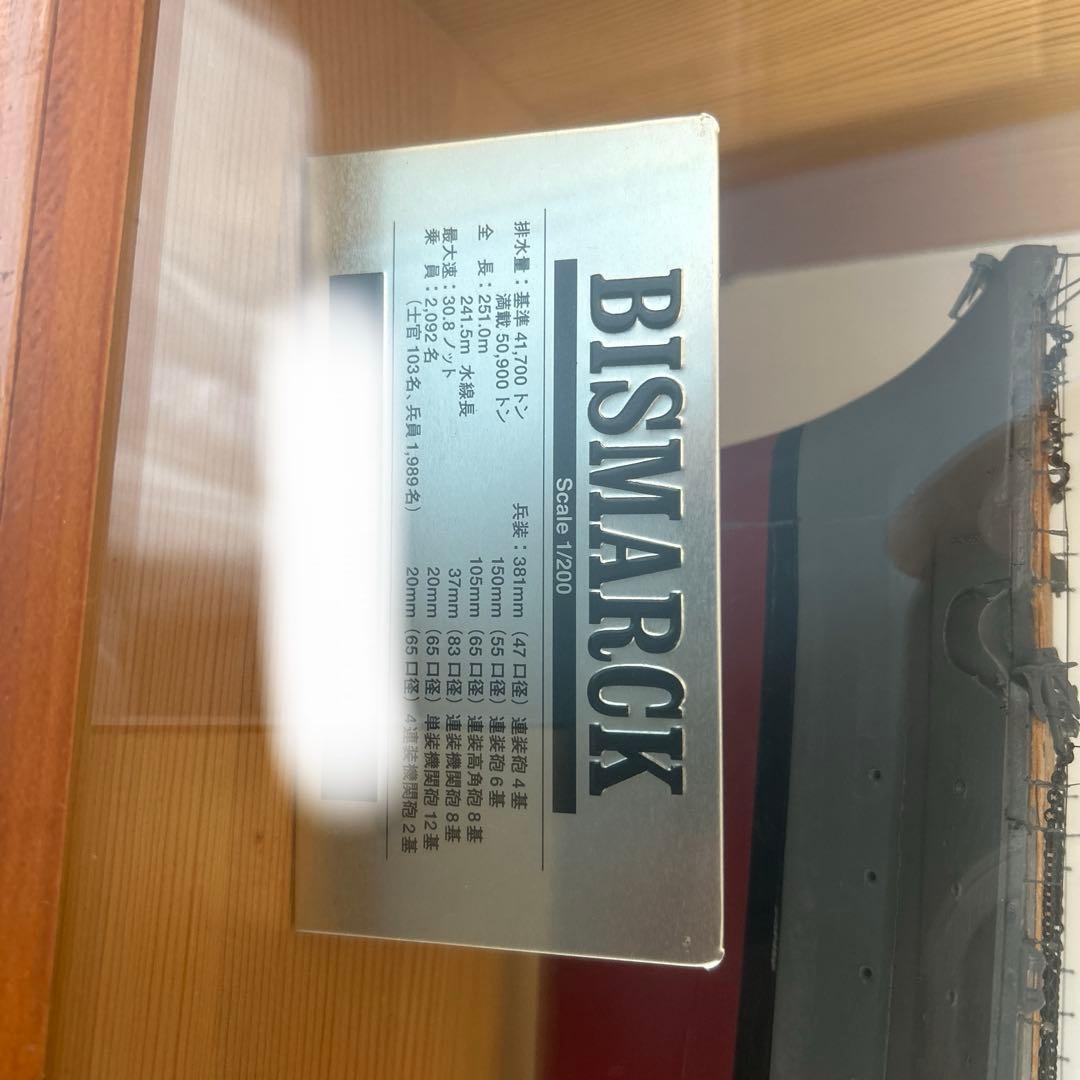 BISMARCK
Scale 1/200
排水量：基準 41,700 トン
満載 50,900 トン
全　長：251.0m
241.5m 水線長
最大速：30.8 ノット
乗　員：2,092 名
（士官 103名、兵員 1,989 名）
兵装：381mm（47 口径）連装砲 4 基
150mm（55 口径）連装砲 6 基
105mm（65 口径）連装高角砲 8 基
37mm（83 口径）連装機関砲 8 基
20mm（65 口径）単装機関砲 12 基
20mm（65 口径）4 連装機関砲 2 基